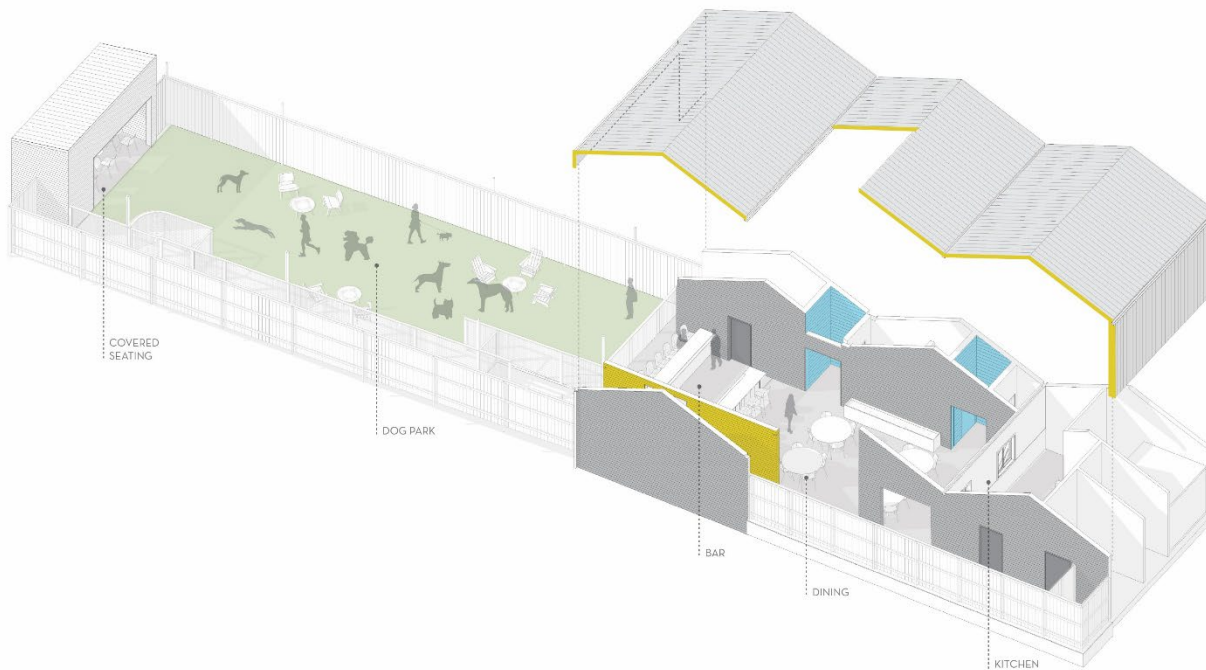 COVERED
SEATING
DOG PARK
BAR
DINING
KITCHEN